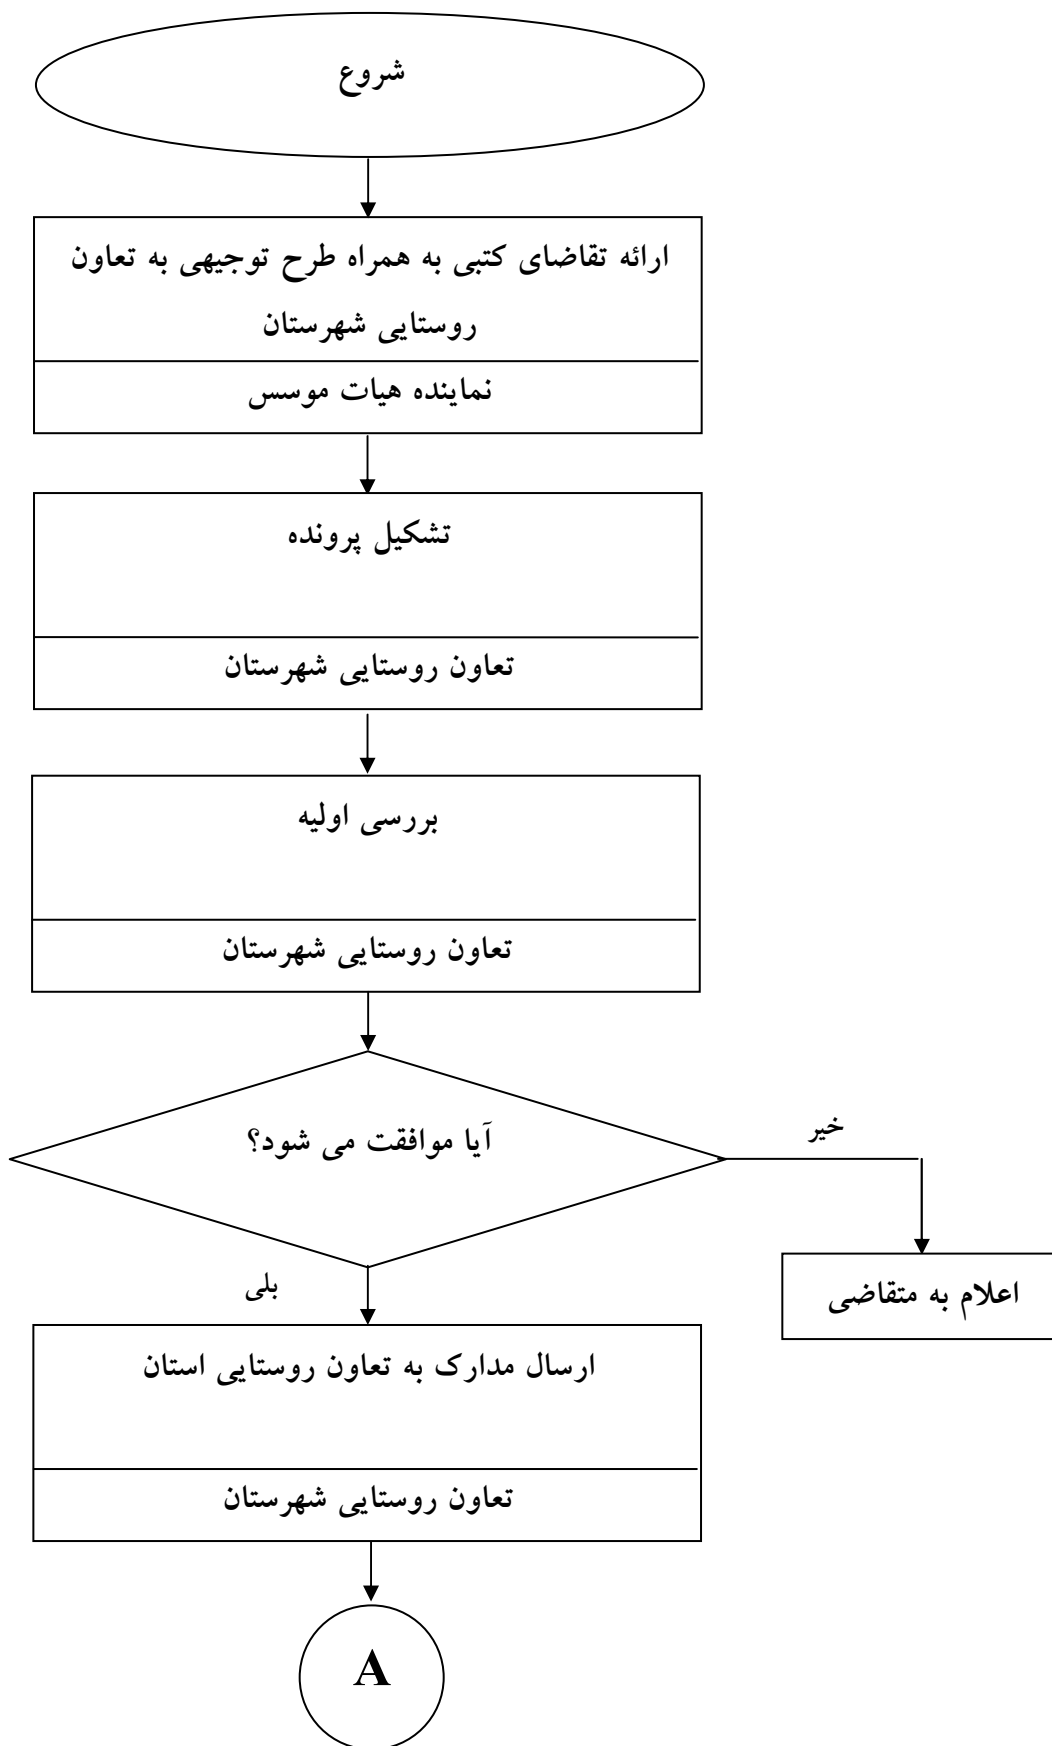 شروع
ارائه تقاضای کتبی به همراه طرح توجیهی به تعاون
روستایی شهرستان
نماینده هیات موسس
تشکیل پرونده
تعاون روستایی شهرستان
بررسی اولیه
تعاون روستایی شهرستان
آیا موافقت می شود؟
خیر
بلی
اعلام به متقاضی
ارسال مدارک به تعاون روستایی استان
تعاون روستایی شهرستان
A